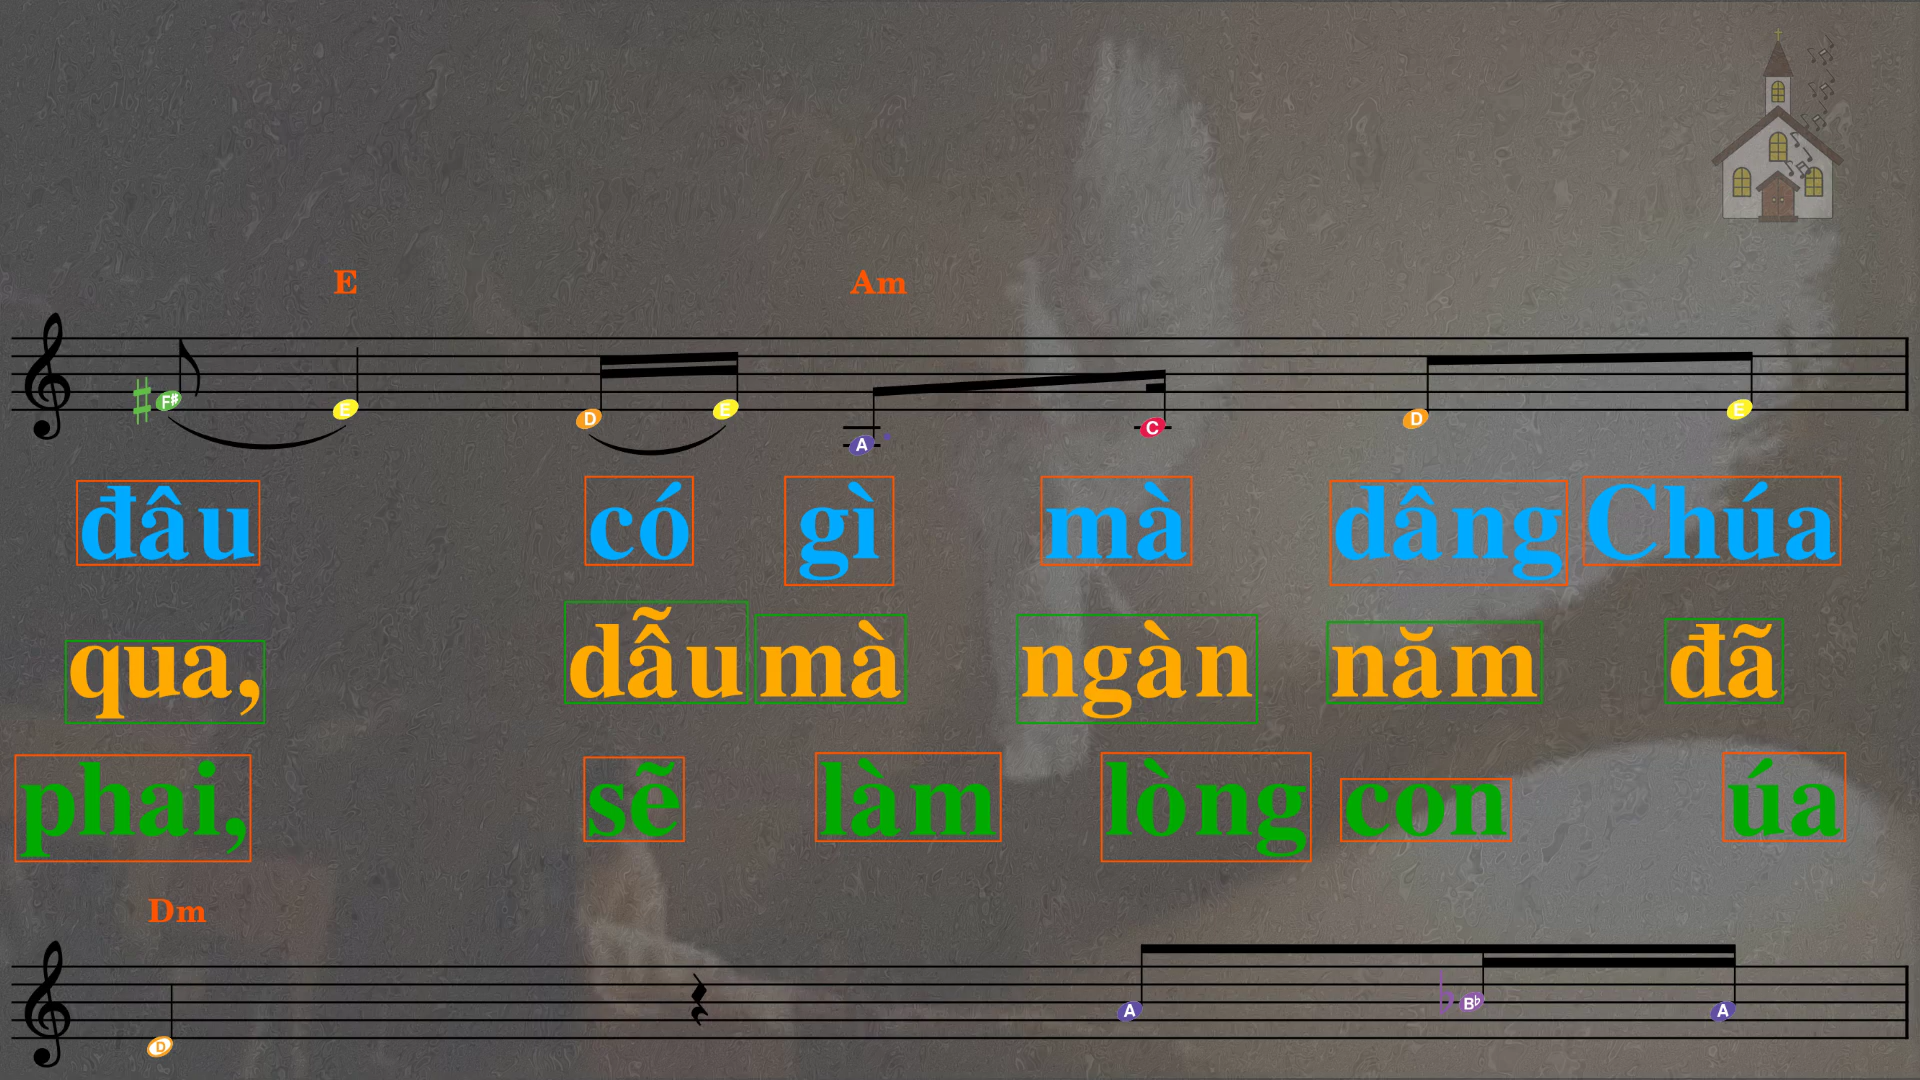 E Am
F# E D E A C D E
đâu có gì mà dâng Chúa
qua, dẫu mà ngàn năm đã
phai, sẽ làm lòng con úa
Dm
D A B♭ A